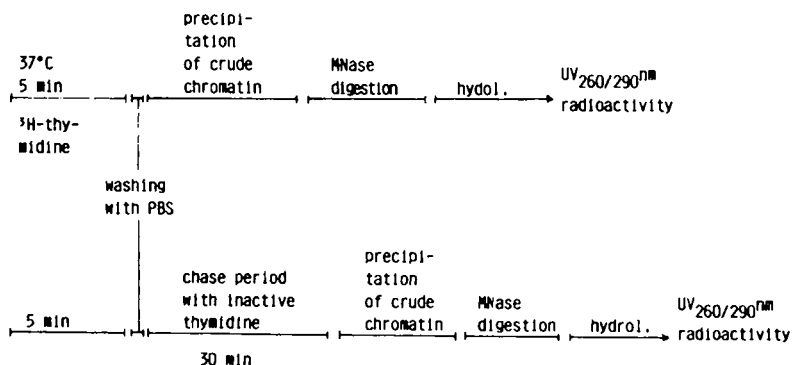 37°C
5 min
³H-thy-
midine
precipi-
tation
of crude
chromatin
MNase
digestion
hydol.
UV260/290nm
radioactivity
washing
with PBS
5 min
chase period
with inactive
thymidine
30 min
precipi-
tation
of crude
chromatin
MNase
digestion
hydrol.
UV260/290nm
radioactivity